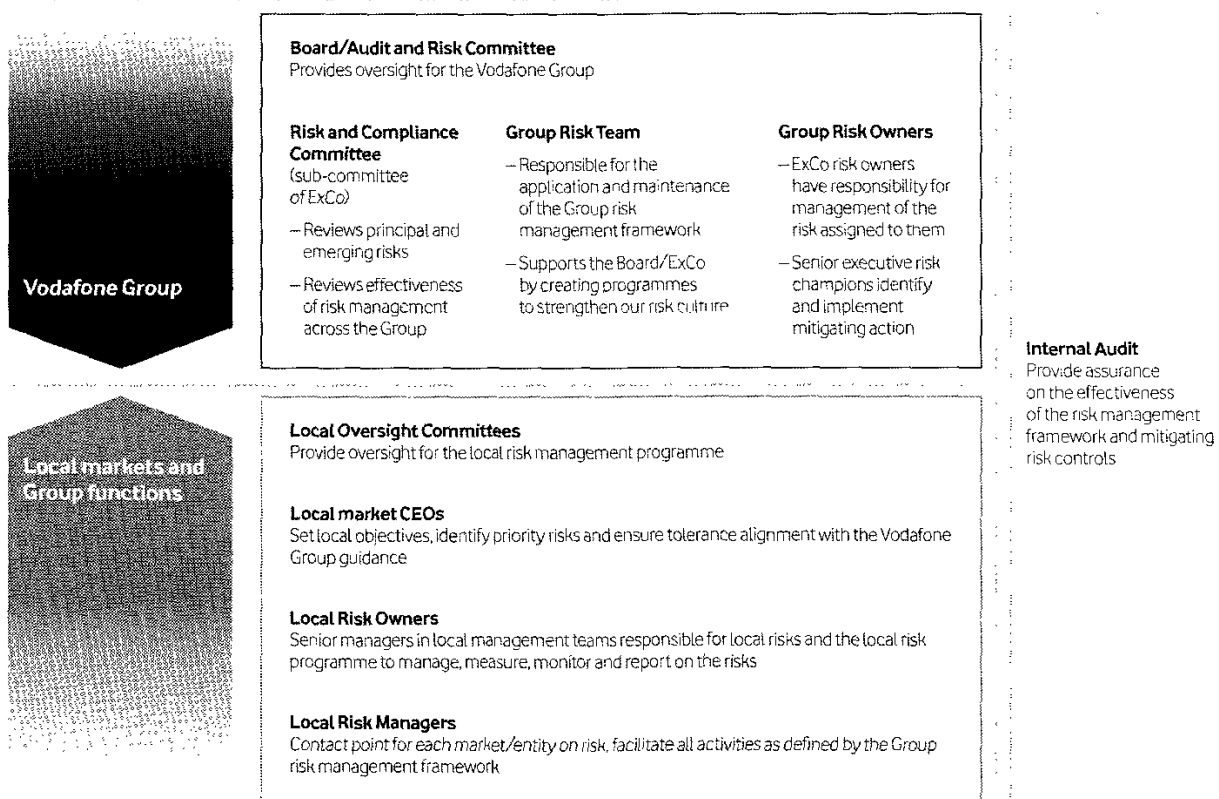 Board/Audit and Risk Committee
Provides oversight for the Vodafone Group
Risk and Compliance
Committee
(sub-committee
of ExCo)
– Reviews principal and
emerging risks
– Reviews effectiveness
of risk management
across the Group
Group Risk Team
– Responsible for the
application and maintenance
of the Group risk
management framework
– Supports the Board/ExCo
by creating programmes
to strengthen our risk culture
Group Risk Owners
– ExCo risk owners
have responsibility for
management of the
risk assigned to them
– Senior executive risk
champions identify
and implement
mitigating action
Vodafone Group
Internal Audit
Provide assurance
on the effectiveness
of the risk management
framework and mitigating
risk controls
Local markets and
Group functions
Local Oversight Committees
Provide oversight for the local risk management programme
Local market CEOs
Set local objectives, identify priority risks and ensure tolerance alignment with the Vodafone
Group guidance
Local Risk Owners
Senior managers in local management teams responsible for local risks and the local risk
programme to manage, measure, monitor and report on the risks
Local Risk Managers
Contact point for each market/entity on risk, facilitate all activities as defined by the Group
risk management framework